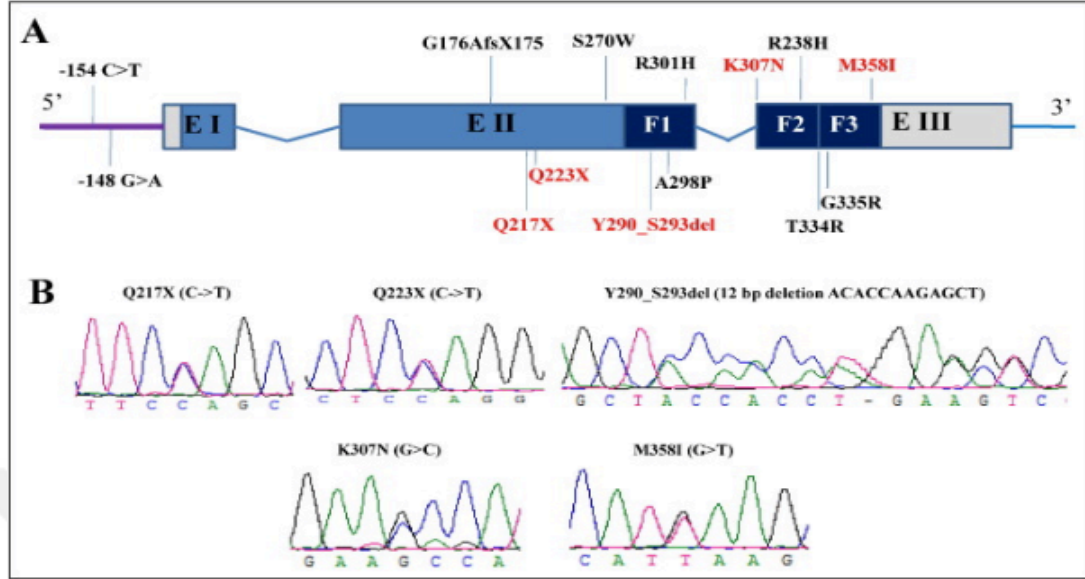 A
G176AfsX175
S270W
R238H
R301H
K307N
M358I
-154 C>T
5’
3’
E I
E II
F1
F2
F3
E III
-148 G>A
Q223X
A298P
G335R
Q217X
Y290_S293del
T334R
B
Q217X (C->T)
Q223X (C->T)
Y290_S293del (12 bp deletion ACACCAAGAGCT)
T T C C A G C
C T C C A G G
G C T A C C A C C T - G A A G T C
K307N (G>C)
M358I (G>T)
G A A G C C A
C A T T A A G